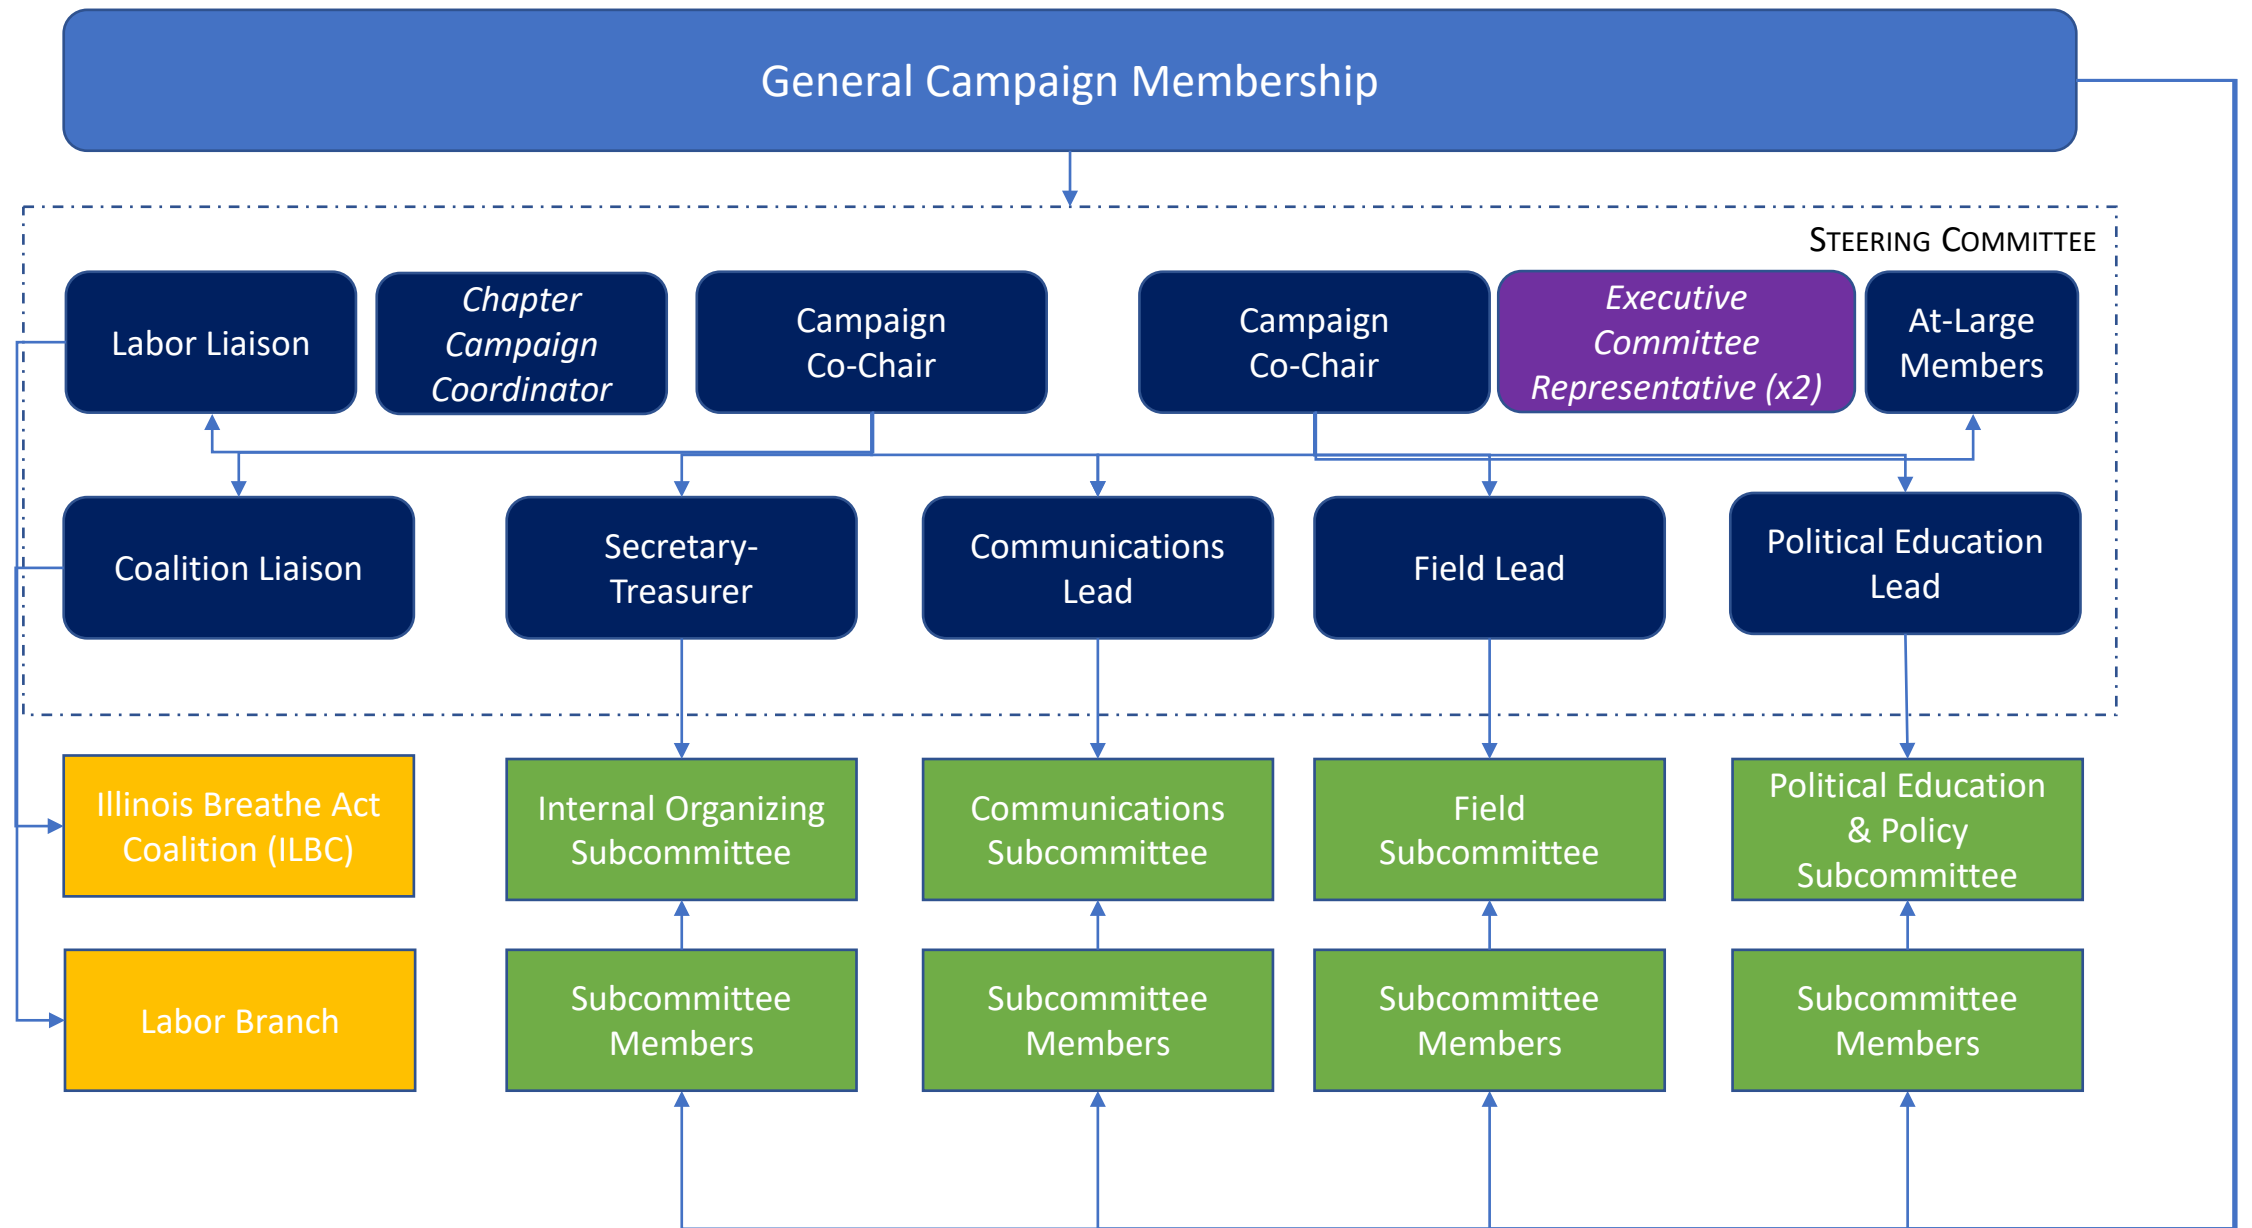 General Campaign Membership
STEERING COMMITTEE
Labor Liaison
Chapter
Campaign
Coordinator
Campaign
Co-Chair
Campaign
Co-Chair
Executive
Committee
Representative (x2)
At-Large
Members
Coalition Liaison
Secretary-
Treasurer
Communications
Lead
Field Lead
Political Education
Lead
Illinois Breathe Act
Coalition (ILBC)
Internal Organizing
Subcommittee
Communications
Subcommittee
Field
Subcommittee
Political Education
& Policy
Subcommittee
Labor Branch
Subcommittee
Members
Subcommittee
Members
Subcommittee
Members
Subcommittee
Members